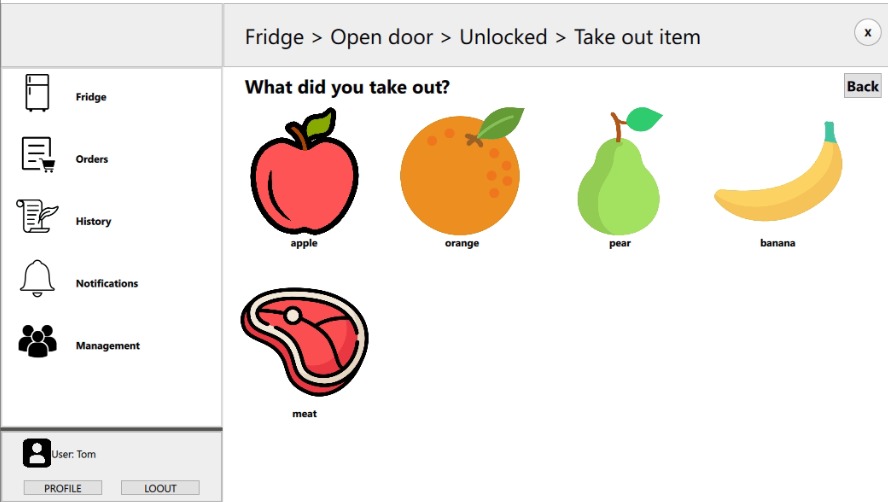 Fridge > Open door > Unlocked > Take out item
x
Fridge
Orders
History
Notifications
Management
User: Tom
PROFILE
LOOUT
What did you take out?
Back
apple
orange
pear
banana
meat